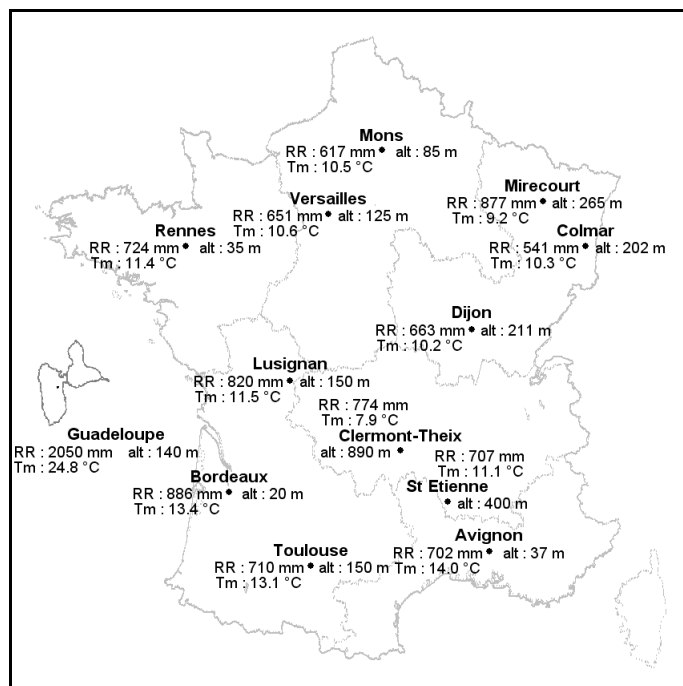 Mons
RR : 617 mm alt : 85 m
Tm : 10.5 °C
Mirecourt
RR : 877 mm alt : 265 m
Tm : 9.2 °C
Versailles
RR : 651 mm alt : 125 m
Tm : 10.6 °C
Rennes
RR : 724 mm alt : 35 m
Tm : 11.4 °C
Colmar
RR : 541 mm alt : 202 m
Tm : 10.3 °C
Dijon
RR : 663 mm alt : 211 m
Tm : 10.2 °C
Lusignan
RR : 820 mm alt : 150 m
Tm : 11.5 °C
RR : 774 mm
Tm : 7.9 °C
Clermont-Theix
alt : 890 m
Guadeloupe
RR : 2050 mm alt : 140 m
Tm : 24.8 °C
RR : 707 mm
Tm : 11.1 °C
St Etienne
alt : 400 m
Bordeaux
RR : 886 mm alt : 20 m
Tm : 13.4 °C
Avignon
RR : 702 mm alt : 37 m
Tm : 14.0 °C
Toulouse
RR : 710 mm alt : 150 m
Tm : 13.1 °C